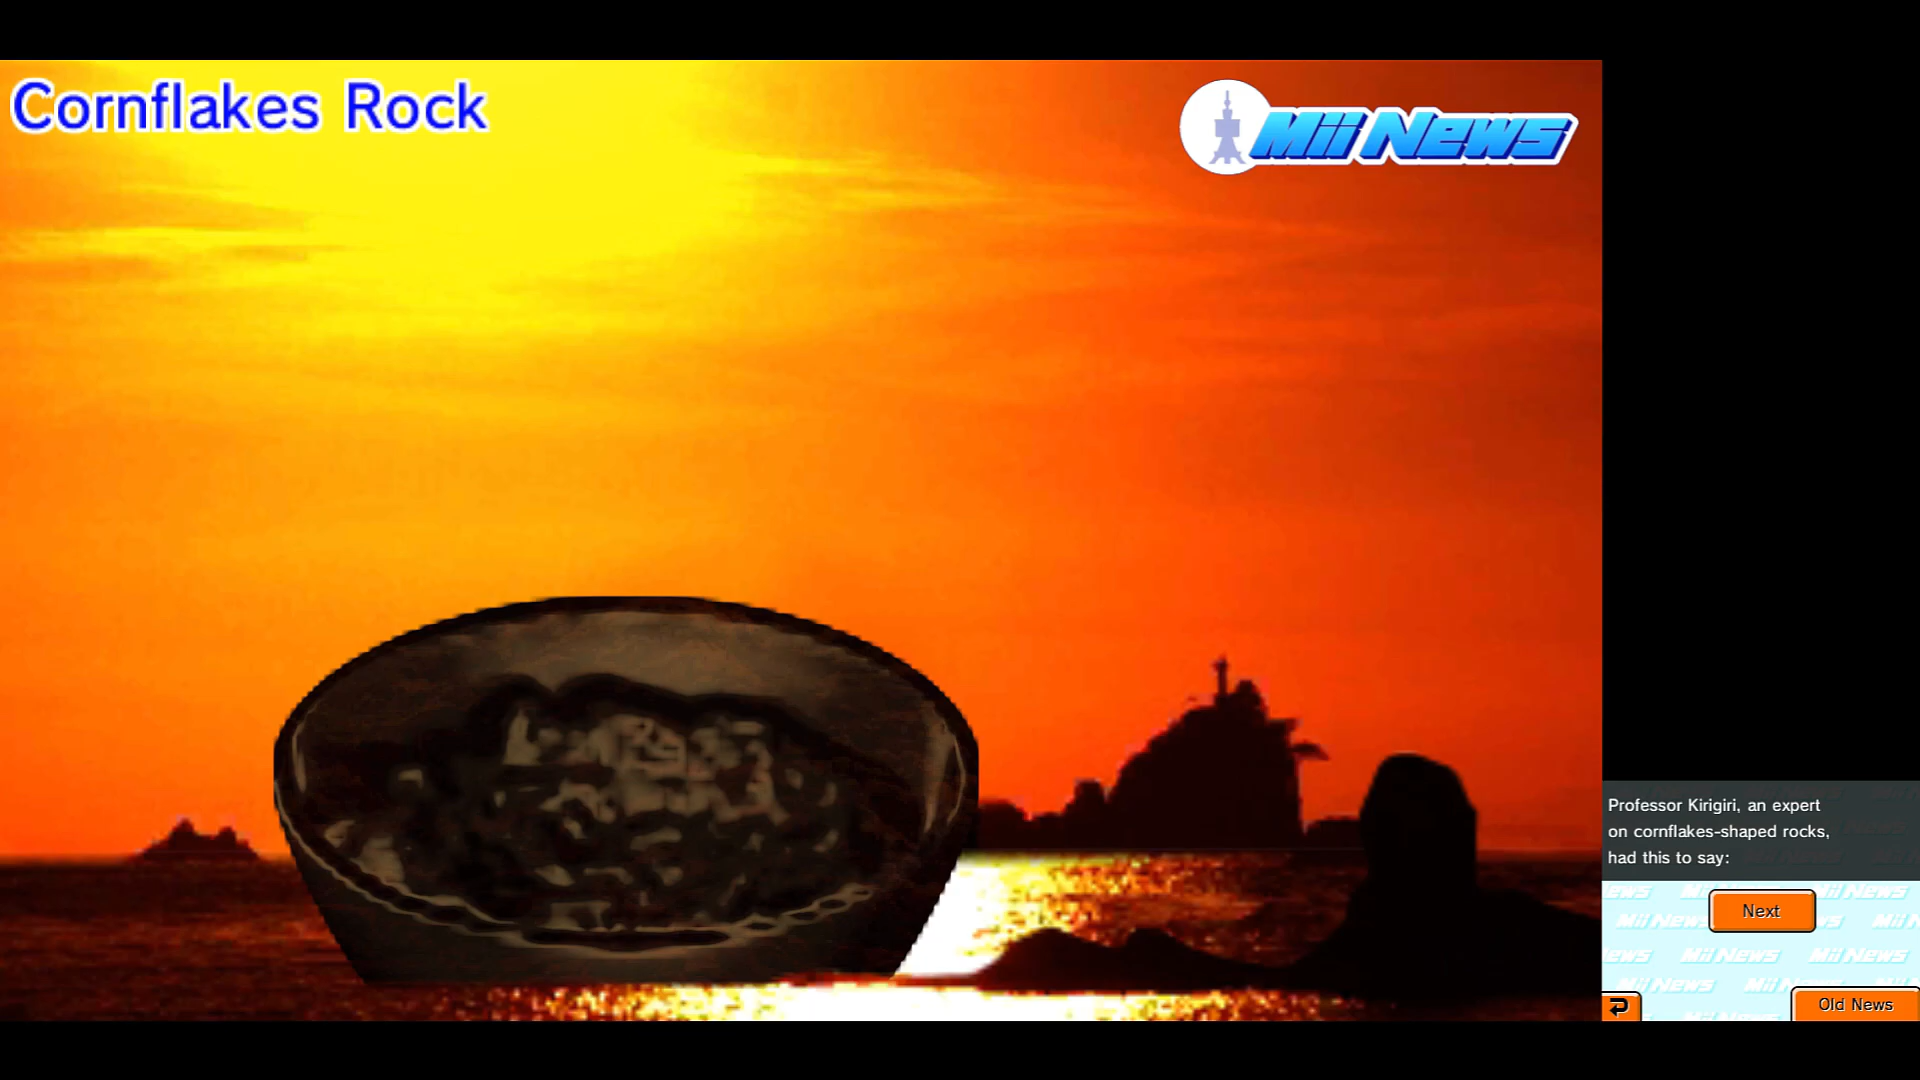 Cornflakes Rock
Mii News
Professor Kirigiri, an expert
on cornflakes-shaped rocks,
had this to say:
Next
Old News